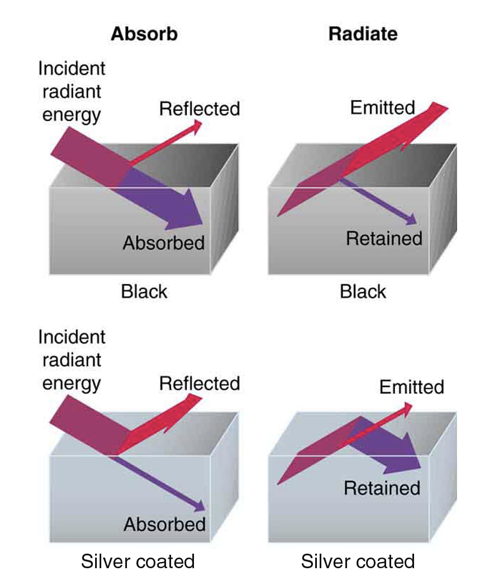 Absorb
Radiate
Incident
radiant
energy
Reflected
Emitted
Absorbed
Retained
Black
Black
Incident
radiant
energy
Reflected
Emitted
Absorbed
Retained
Silver coated
Silver coated